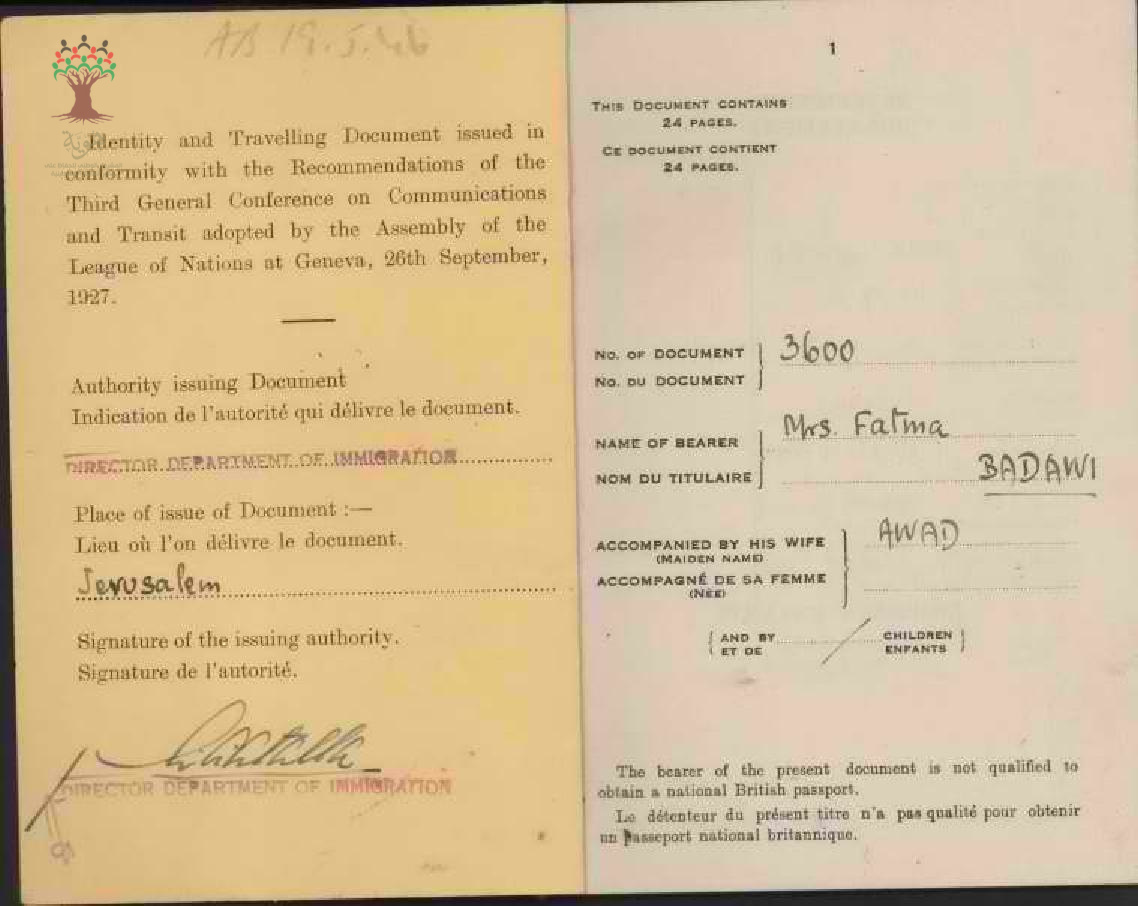 AB 19.5.46
Identity and Travelling Document issued in
conformity with the Recommendations of the
Third General Conference on Communications
and Transit adopted by the Assembly of the
League of Nations at Geneva, 26th September,
1927.
Authority issuing Document
Indication de l'autorité qui délivre le document.
DIRECTOR DEPARTMENT OF IMMIGRATION
Place of issue of Document :—
Lieu où l'on délivre le document.
Jerusalem
Signature of the issuing authority.
Signature de l'autorité.
DIRECTOR DEPARTMENT OF IMMIGRATION
1
THIS DOCUMENT CONTAINS
24 PAGES.
CE DOCUMENT CONTIENT
24 PAGES.
NO. OF DOCUMENT 3600
NO. DU DOCUMENT
NAME OF BEARER Mrs. Fatma
NOM DU TITULAIRE BADAWI
ACCOMPANIED BY HIS WIFE AWAD
(MAIDEN NAME)
ACCOMPAGNÉ DE SA FEMME
(NÉE)
AND BY / CHILDREN
ET DE ENFANTS
The bearer of the present document is not qualified to
obtain a national British passport.
Le détenteur du présent titre n'a pas qualité pour obtenir
un passeport national britannique.